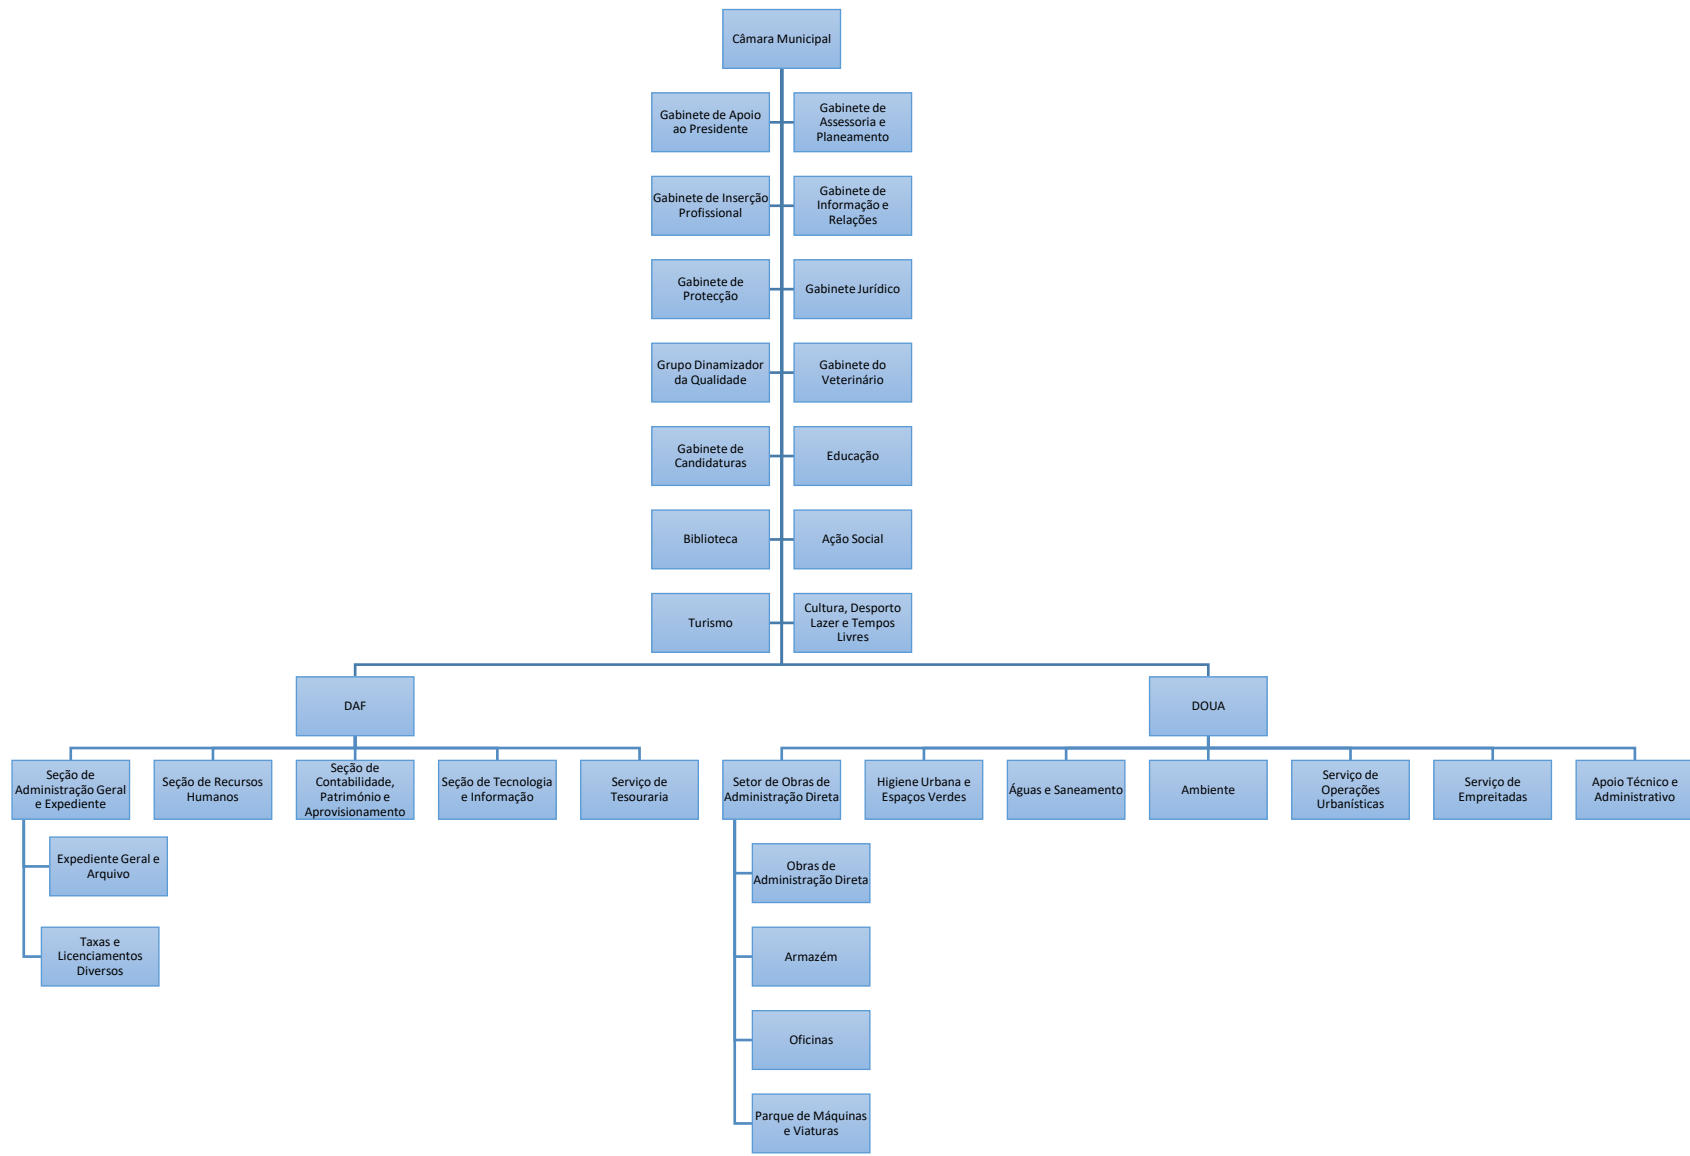 Câmara Municipal
Gabinete de Apoio
ao Presidente
Gabinete de
Assessoria e
Planeamento
Gabinete de Inserção
Profissional
Gabinete de
Informação e
Relações
Gabinete de
Protecção
Gabinete Jurídico
Grupo Dinamizador
da Qualidade
Gabinete do
Veterinário
Gabinete de
Candidaturas
Educação
Biblioteca
Ação Social
Turismo
Cultura, Desporto
Lazer e Tempos
Livres
DAF
DOUA
Seção de
Administração Geral
e Expediente
Seção de Recursos
Humanos
Seção de
Contabilidade,
Património e
Aprovisionamento
Seção de Tecnologia
e Informação
Serviço de
Tesouraria
Setor de Obras de
Administração Direta
Higiene Urbana e
Espaços Verdes
Águas e Saneamento
Ambiente
Serviço de
Operações
Urbanísticas
Serviço de
Empreitadas
Apoio Técnico e
Administrativo
Expediente Geral e
Arquivo
Taxas e
Licenciamentos
Diversos
Obras de
Administração Direta
Armazém
Oficinas
Parque de Máquinas
e Viaturas